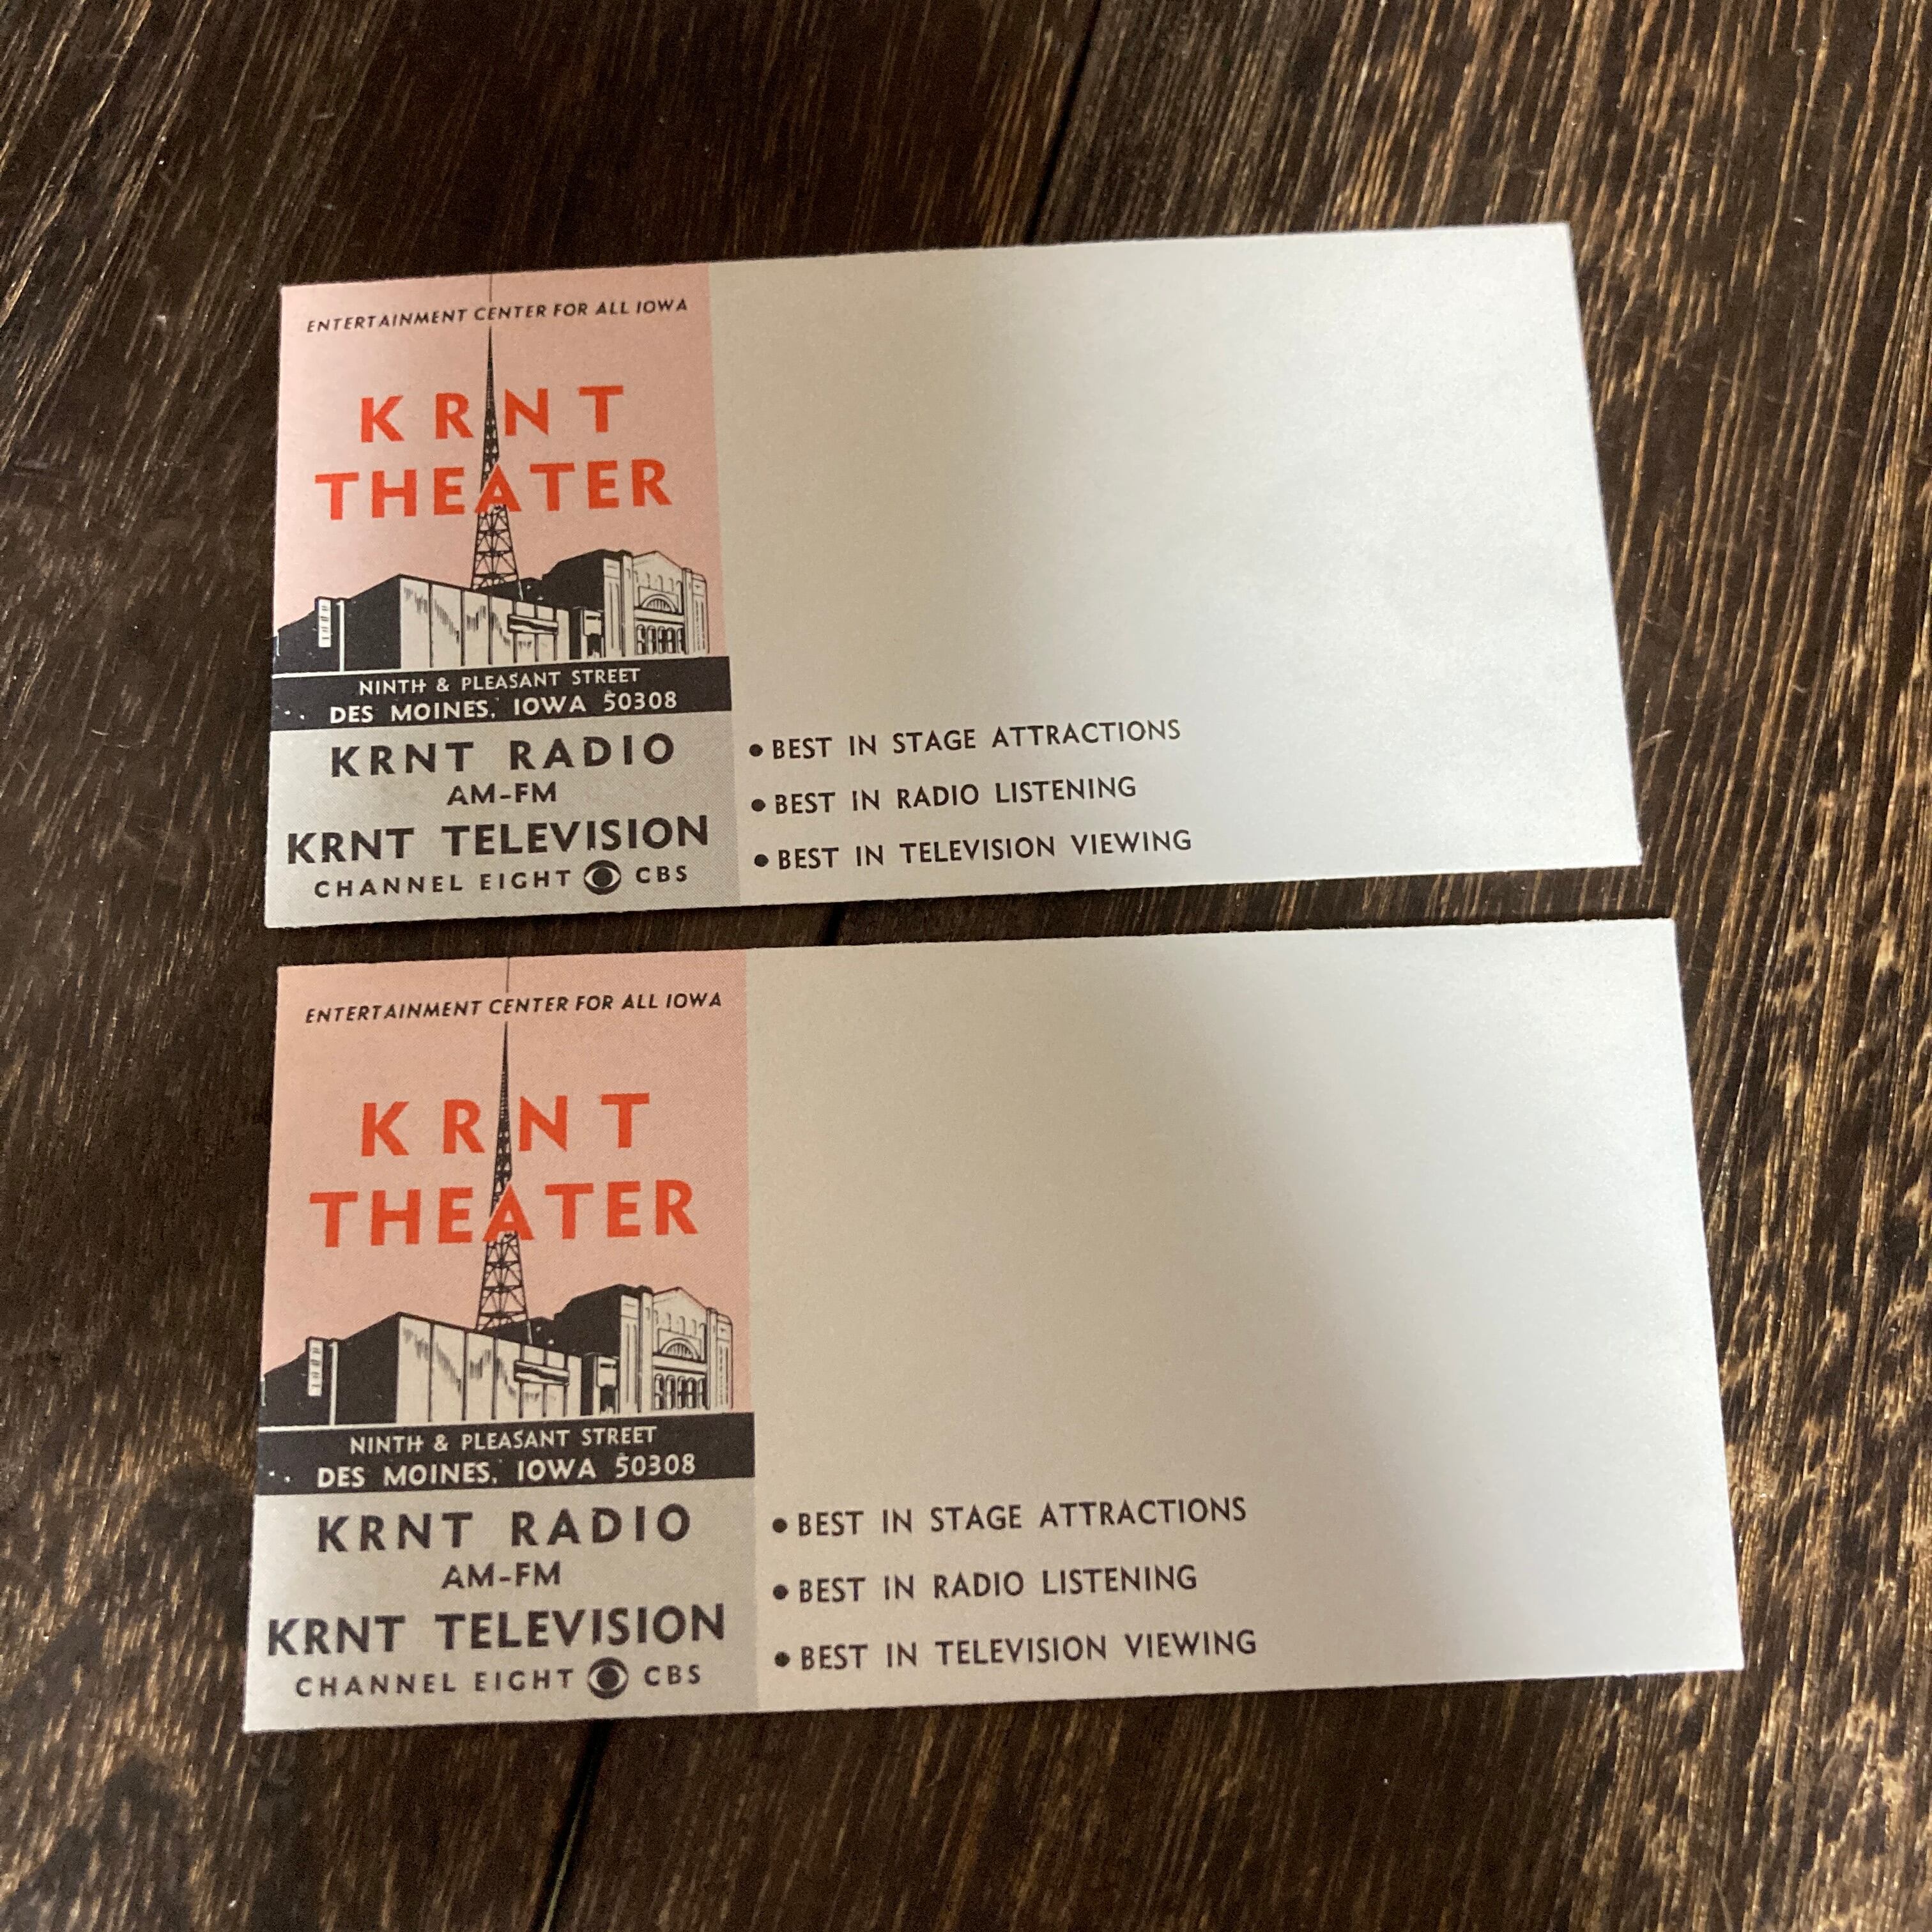 ENTERTAINMENT CENTER FOR ALL IOWA
KRNT
THEATER
NINTH & PLEASANT STREET
DES MOINES, IOWA 50308
KRNT RADIO
AM-FM
KRNT TELEVISION
CHANNEL EIGHT CBS
• BEST IN STAGE ATTRACTIONS
• BEST IN RADIO LISTENING
• BEST IN TELEVISION VIEWING
ENTERTAINMENT CENTER FOR ALL IOWA
KRNT
THEATER
NINTH & PLEASANT STREET
DES MOINES, IOWA 50308
KRNT RADIO
AM-FM
KRNT TELEVISION
CHANNEL EIGHT CBS
• BEST IN STAGE ATTRACTIONS
• BEST IN RADIO LISTENING
• BEST IN TELEVISION VIEWING